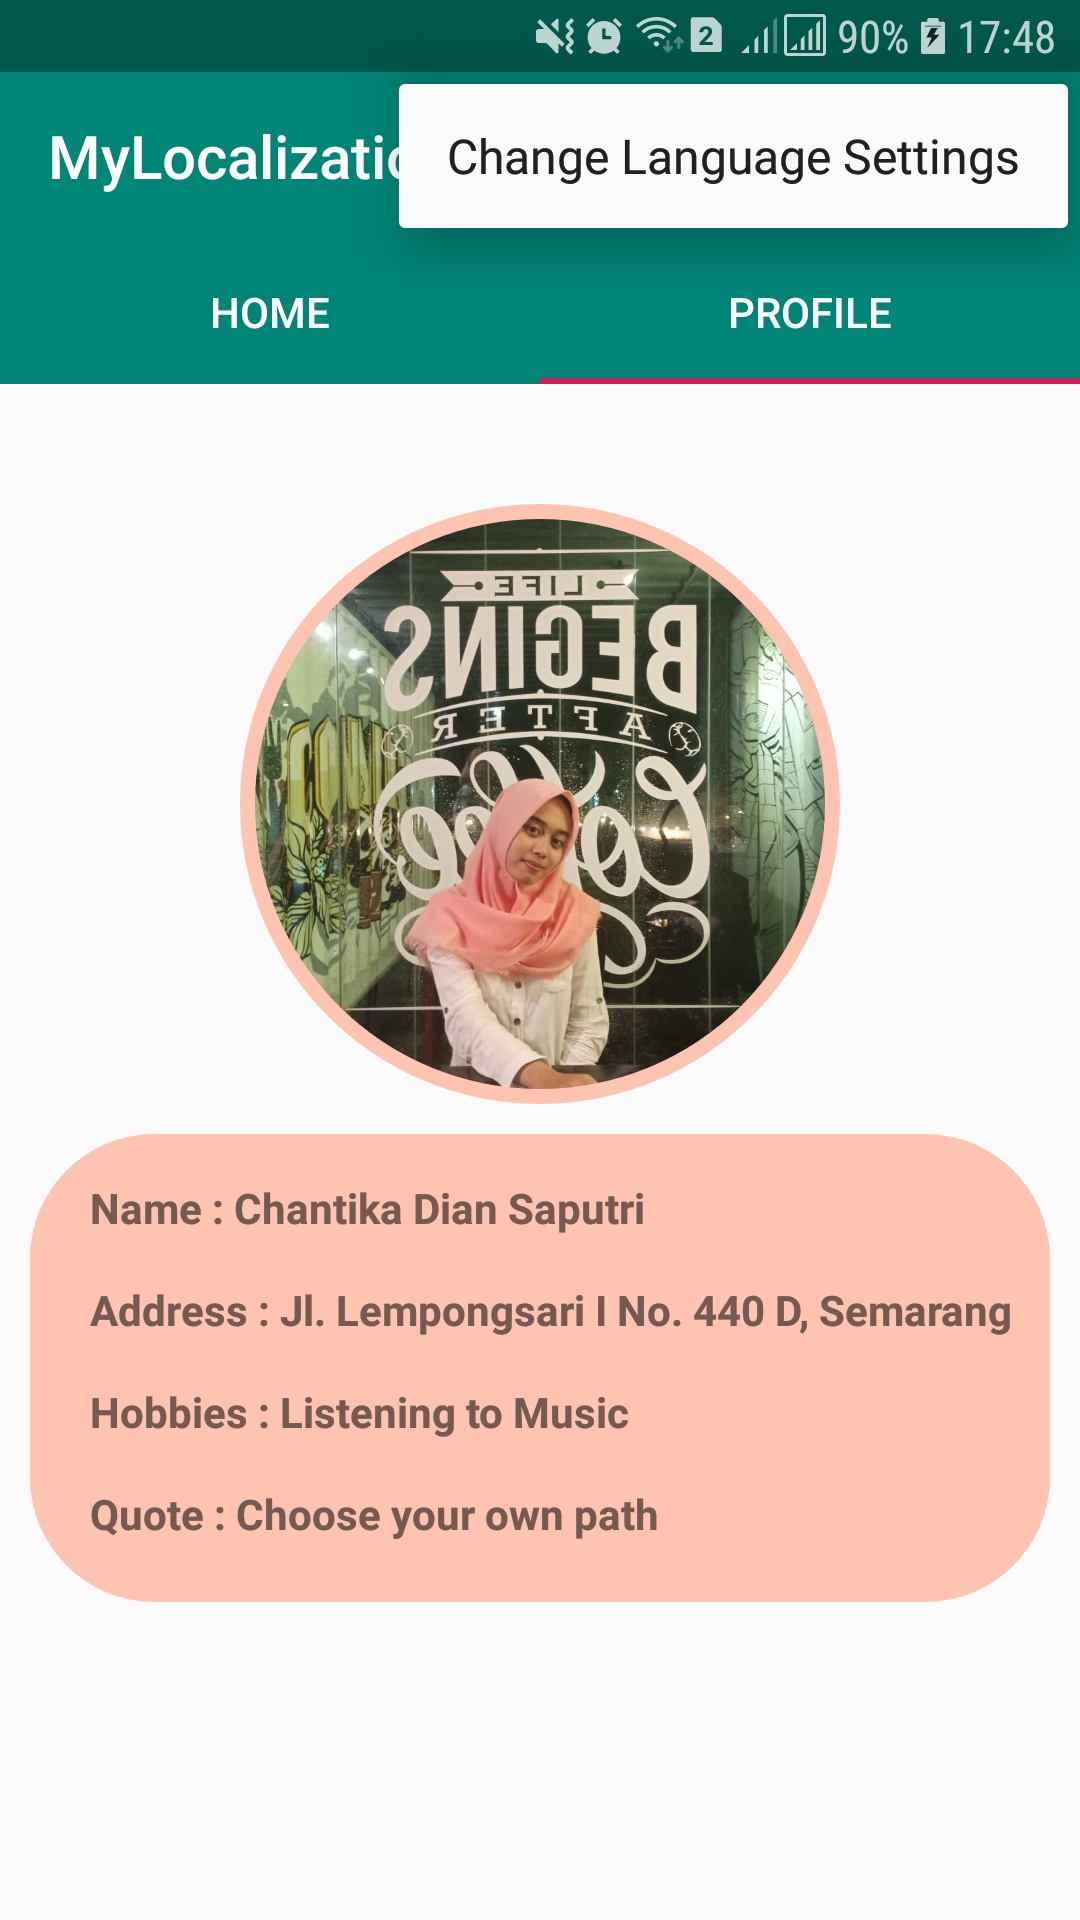 2 90% 17:48
MyLocalizatio
Change Language Settings
HOME PROFILE
LIFE
BEGINS
AFTER
Coffee
Name : Chantika Dian Saputri
Address : Jl. Lempongsari I No. 440 D, Semarang
Hobbies : Listening to Music
Quote : Choose your own path